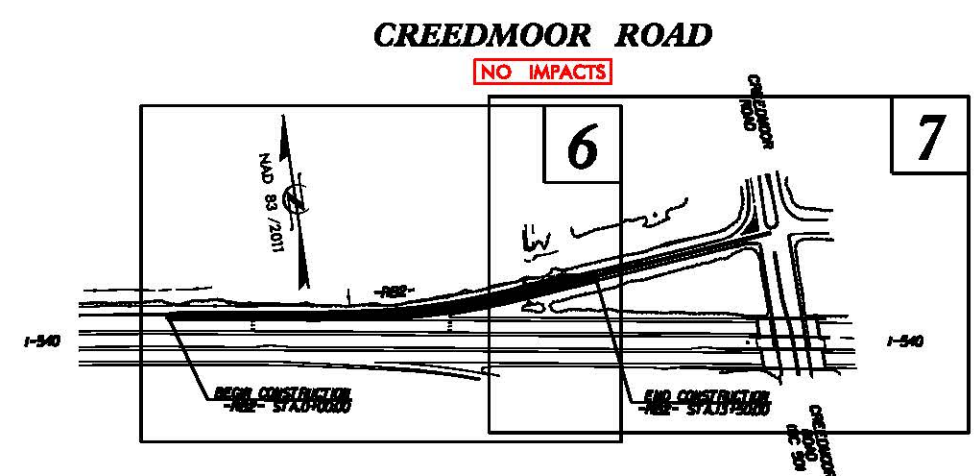 CREEDMOOR ROAD
NO IMPACTS
6
7
CREEDMOOR
ROAD
NAD 83 /2011
I-540
I-540
BEGIN CONSTRUCTION
END CONSTRUCTION
CREEDMOOR
ROAD